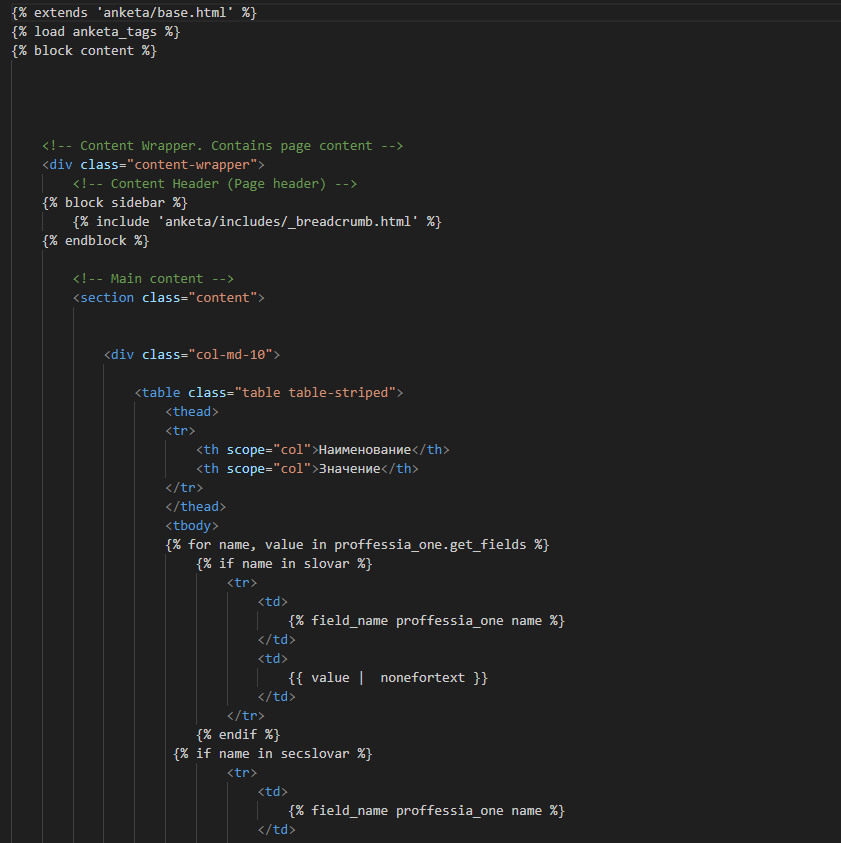 {% extends 'anketa/base.html' %}
{% load anketa_tags %}
{% block content %}
<!-- Content Wrapper. Contains page content -->
<div class="content-wrapper">
<!-- Content Header (Page header) -->
{% block sidebar %}
{% include 'anketa/includes/_breadcrumb.html' %}
{% endblock %}
<!-- Main content -->
<section class="content">
<div class="col-md-10">
<table class="table table-striped">
<thead>
<tr>
<th scope="col">Наименование</th>
<th scope="col">Значение</th>
</tr>
</thead>
<tbody>
{% for name, value in proffessia_one.get_fields %}
{% if name in slovar %}
<tr>
<td>
{% field_name proffessia_one name %}
</td>
<td>
{{ value |  nonefortext }}
</td>
</tr>
{% endif %}
{% if name in secslovar %}
<tr>
<td>
{% field_name proffessia_one name %}
</td>